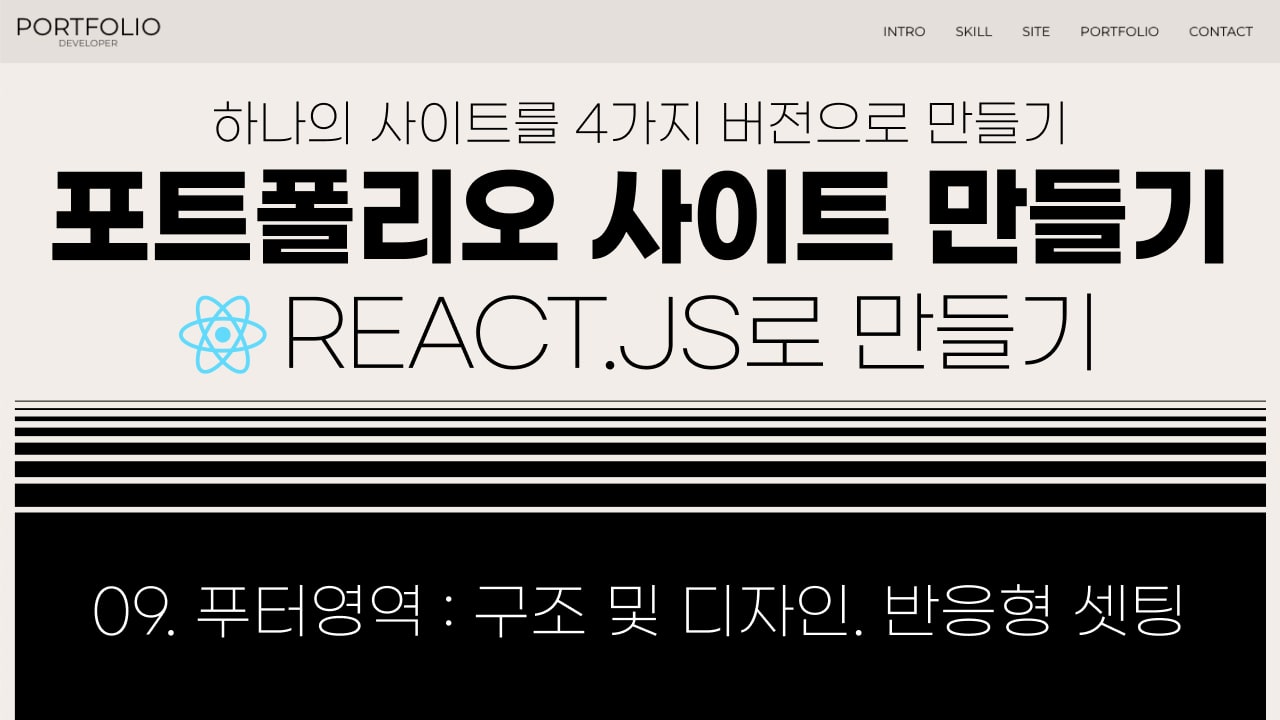 PORTFOLIO
DEVELOPER
INTRO SKILL SITE PORTFOLIO CONTACT
하나의 사이트를 4가지 버전으로 만들기
포트폴리오 사이트 만들기
REACT.JS로 만들기
09. 푸터영역 : 구조 및 디자인. 반응형 셋팅